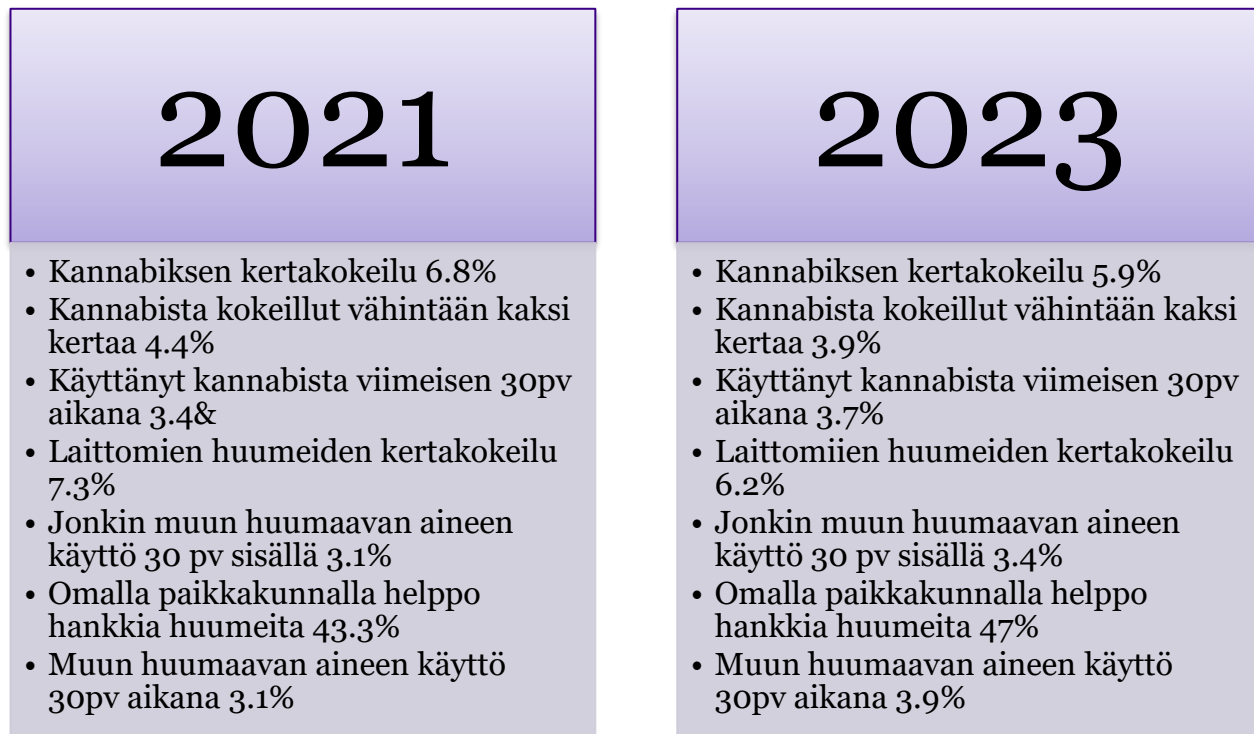 2021
• Kannabiksen kertakokeilu 6.8%
• Kannabista kokeillut vähintään kaksi
kertaa 4.4%
• Käyttänyt kannabista viimeisen 30pv
aikana 3.4&
• Laittomien huumeiden kertakokeilu
7.3%
• Jonkin muun huumaavan aineen
käyttö 30 pv sisällä 3.1%
• Omalla paikkakunnalla helppo
hankkia huumeita 43.3%
• Muun huumaavan aineen käyttö
30pv aikana 3.1%
2023
• Kannabiksen kertakokeilu 5.9%
• Kannabista kokeillut vähintään kaksi
kertaa 3.9%
• Käyttänyt kannabista viimeisen 30pv
aikana 3.7%
• Laittomiien huumeiden kertakokeilu
6.2%
• Jonkin muun huumaavan aineen
käyttö 30 pv sisällä 3.4%
• Omalla paikkakunnalla helppo
hankkia huumeita 47%
• Muun huumaavan aineen käyttö
30pv aikana 3.9%